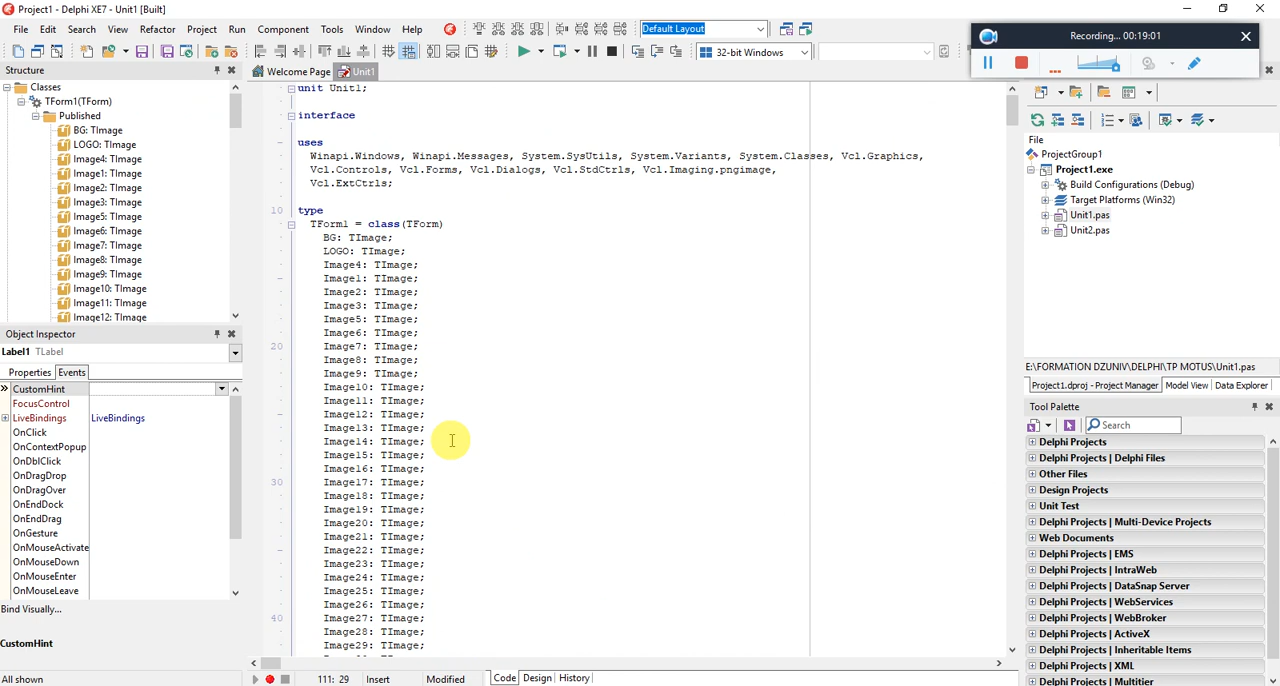 Project1 - Delphi XE7 - Unit1 [Built]
File Edit Search View Refactor Project Run Component Tools Window Help
Default Layout
Recording... 00:19:01
32-bit Windows
Structure
Welcome Page Unit1
Classes
TForm1(TForm)
Published
BG: TImage
LOGO: TImage
Image4: TImage
Image1: TImage
Image2: TImage
Image3: TImage
Image5: TImage
Image6: TImage
Image7: TImage
Image8: TImage
Image9: TImage
Image10: TImage
Image11: TImage
Image12: TImage
Object Inspector
Label1 TLabel
Properties Events
CustomHint
FocusControl
LiveBindings LiveBindings
OnClick
OnContextPopup
OnDblClick
OnDragDrop
OnDragOver
OnEndDock
OnEndDrag
OnGesture
OnMouseActivate
OnMouseDown
OnMouseEnter
OnMouseLeave
Bind Visually...
CustomHint
All shown
unit Unit1;
interface
uses
Winapi.Windows, Winapi.Messages, System.SysUtils, System.Variants, System.Classes, Vcl.Graphics,
Vcl.Controls, Vcl.Forms, Vcl.Dialogs, Vcl.StdCtrls, Vcl.Imaging.pngimage,
Vcl.ExtCtrls;
10 type
TForm1 = class(TForm)
BG: TImage;
LOGO: TImage;
Image4: TImage;
Image1: TImage;
Image2: TImage;
Image3: TImage;
Image5: TImage;
Image6: TImage;
20 Image7: TImage;
Image8: TImage;
Image9: TImage;
Image10: TImage;
Image11: TImage;
Image12: TImage;
Image13: TImage;
Image14: TImage;
Image15: TImage;
Image16: TImage;
30 Image17: TImage;
Image18: TImage;
Image19: TImage;
Image20: TImage;
Image21: TImage;
Image22: TImage;
Image23: TImage;
Image24: TImage;
Image25: TImage;
Image26: TImage;
40 Image27: TImage;
Image28: TImage;
Image29: TImage;
111: 29 Insert Modified Code Design History
File
ProjectGroup1
Project1.exe
Build Configurations (Debug)
Target Platforms (Win32)
Unit1.pas
Unit2.pas
E:\FORMATION DZUNIV\DELPHI\TP MOTUS\Unit1.pas
Project1.dproj - Project Manager Model View Data Explorer
Tool Palette
Search
Delphi Projects
Delphi Projects | Delphi Files
Other Files
Design Projects
Unit Test
Delphi Projects | Multi-Device Projects
Web Documents
Delphi Projects | EMS
Delphi Projects | IntraWeb
Delphi Projects | DataSnap Server
Delphi Projects | WebServices
Delphi Projects | WebBroker
Delphi Projects | ActiveX
Delphi Projects | Inheritable Items
Delphi Projects | XML
Delphi Projects | Multitier